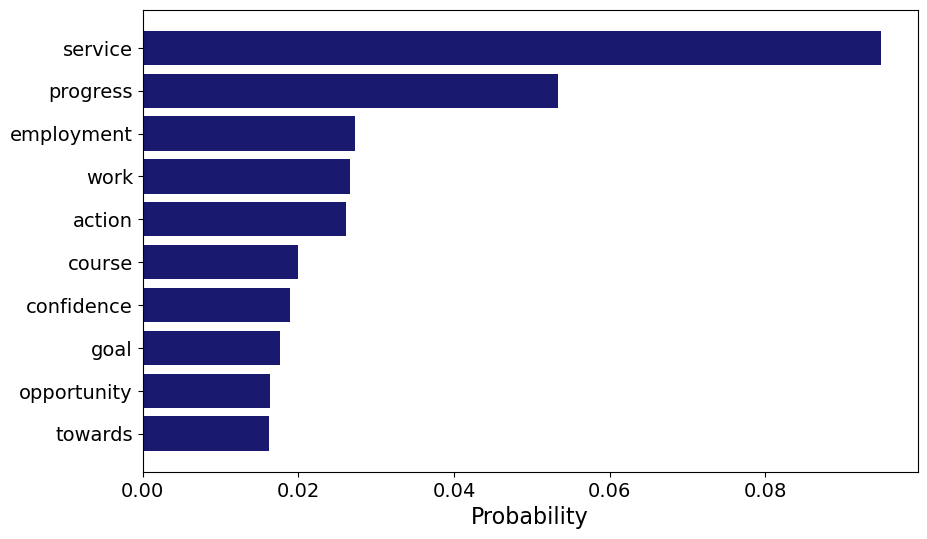 service
progress
employment
work
action
course
confidence
goal
opportunity
towards
0.00 0.02 0.04 0.06 0.08
Probability